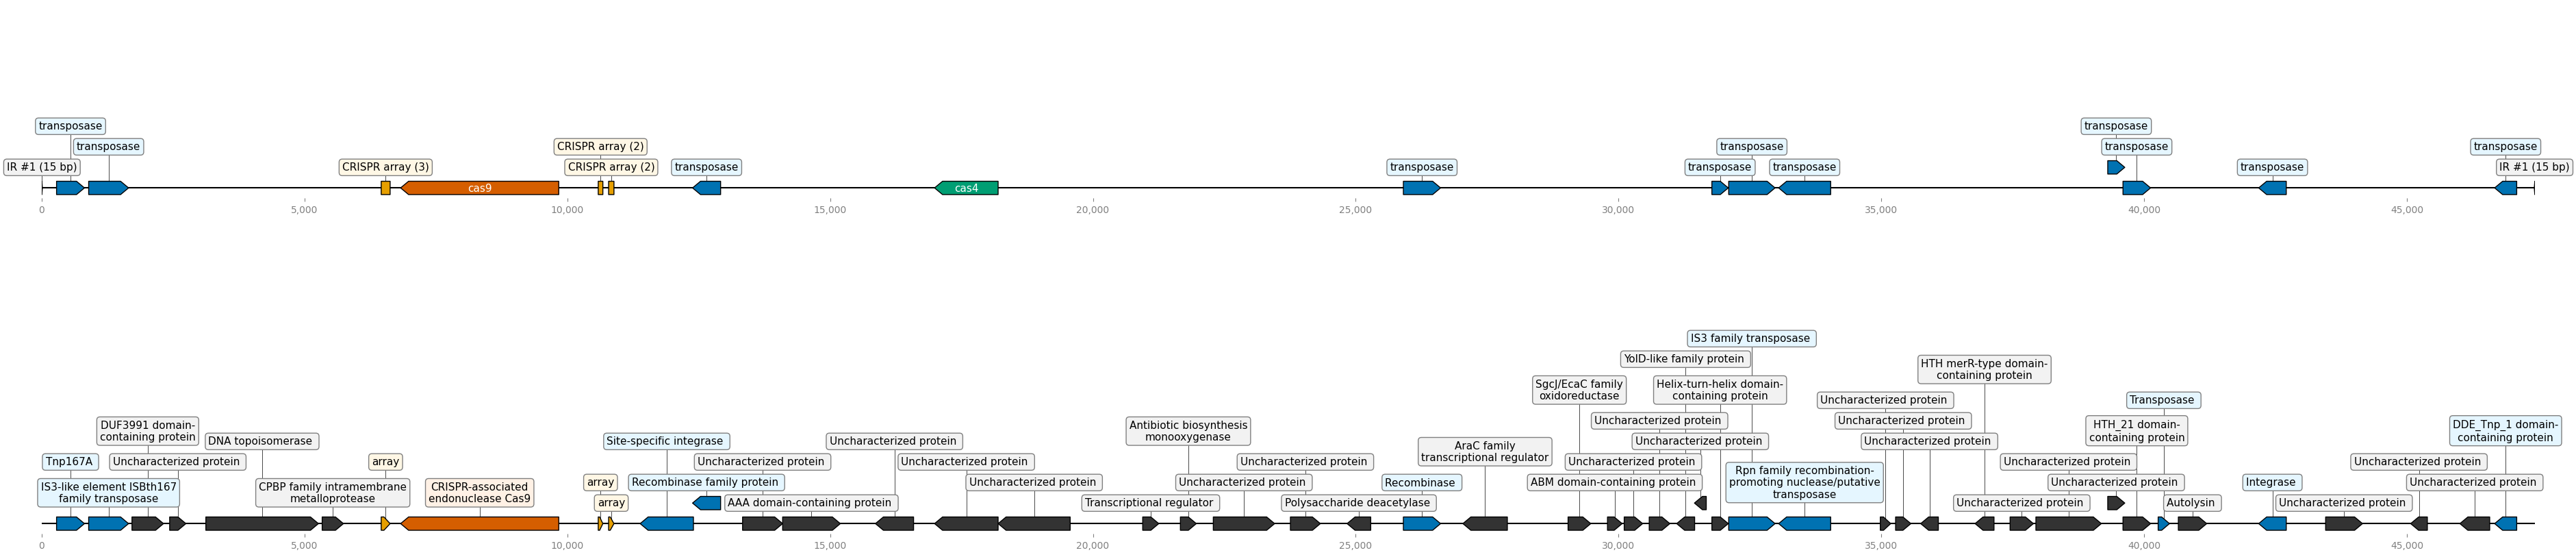 transposase
transposase
IR #1 (15 bp)
CRISPR array (3)
cas9
CRISPR array (2)
CRISPR array (2)
transposase
cas4
transposase
transposase
transposase
transposase
transposase
transposase
transposase
transposase
IR #1 (15 bp)
0
5,000
10,000
15,000
20,000
25,000
30,000
35,000
40,000
45,000
IS3 family transposase
YolD-like family protein
HTH merR-type domain-
containing protein
SgcJ/EcaC family
oxidoreductase
Helix-turn-helix domain-
containing protein
Uncharacterized protein
Transposase
DUF3991 domain-
containing protein
DNA topoisomerase
Site-specific integrase
Uncharacterized protein
Antibiotic biosynthesis
monooxygenase
AraC family
transcriptional regulator
Uncharacterized protein
Uncharacterized protein
Uncharacterized protein
Uncharacterized protein
HTH_21 domain-
containing protein
DDE_Tnp_1 domain-
containing protein
Tnp167A
Uncharacterized protein
array
Uncharacterized protein
Uncharacterized protein
Uncharacterized protein
Uncharacterized protein
Uncharacterized protein
Uncharacterized protein
IS3-like element ISBth167
family transposase
CPBP family intramembrane
metalloprotease
CRISPR-associated
endonuclease Cas9
array
Recombinase family protein
Uncharacterized protein
Uncharacterized protein
Recombinase
ABM domain-containing protein
Rpn family recombination-
promoting nuclease/putative
transposase
Uncharacterized protein
Integrase
Uncharacterized protein
array
AAA domain-containing protein
Transcriptional regulator
Polysaccharide deacetylase
Uncharacterized protein
Autolysin
Uncharacterized protein
0
5,000
10,000
15,000
20,000
25,000
30,000
35,000
40,000
45,000